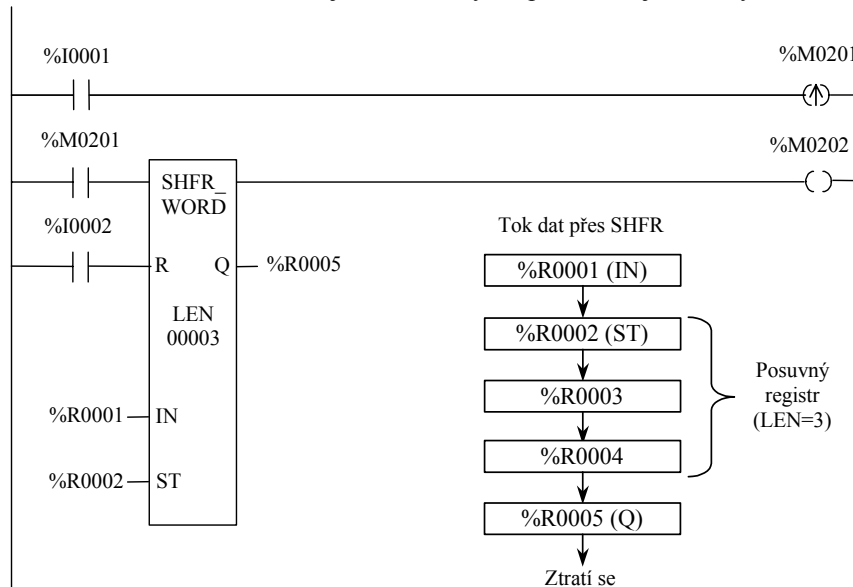 %I0001
%M0201
%M0201
%M0202
SHFR_
WORD
%I0002
R
Q
%R0005
LEN
00003
%R0001
IN
%R0002
ST
Tok dat přes SHFR
%R0001 (IN)
%R0002 (ST)
%R0003
%R0004
%R0005 (Q)
Ztratí se
Posuvný
registr
(LEN=3)